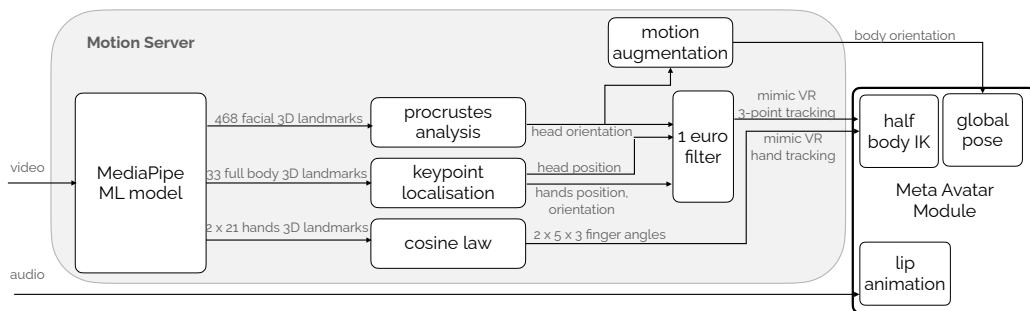 Motion Server
motion
augmentation
body orientation
468 facial 3D landmarks
procrustes
analysis
head orientation
1 euro
filter
mimic VR
3-point tracking
mimic VR
hand tracking
half
body IK
global
pose
video
MediaPipe
ML model
33 full body 3D landmarks
keypoint
localisation
head position
hands position,
orientation
Meta Avatar
Module
2 x 21 hands 3D landmarks
cosine law
2 x 5 x 3 finger angles
audio
lip
animation